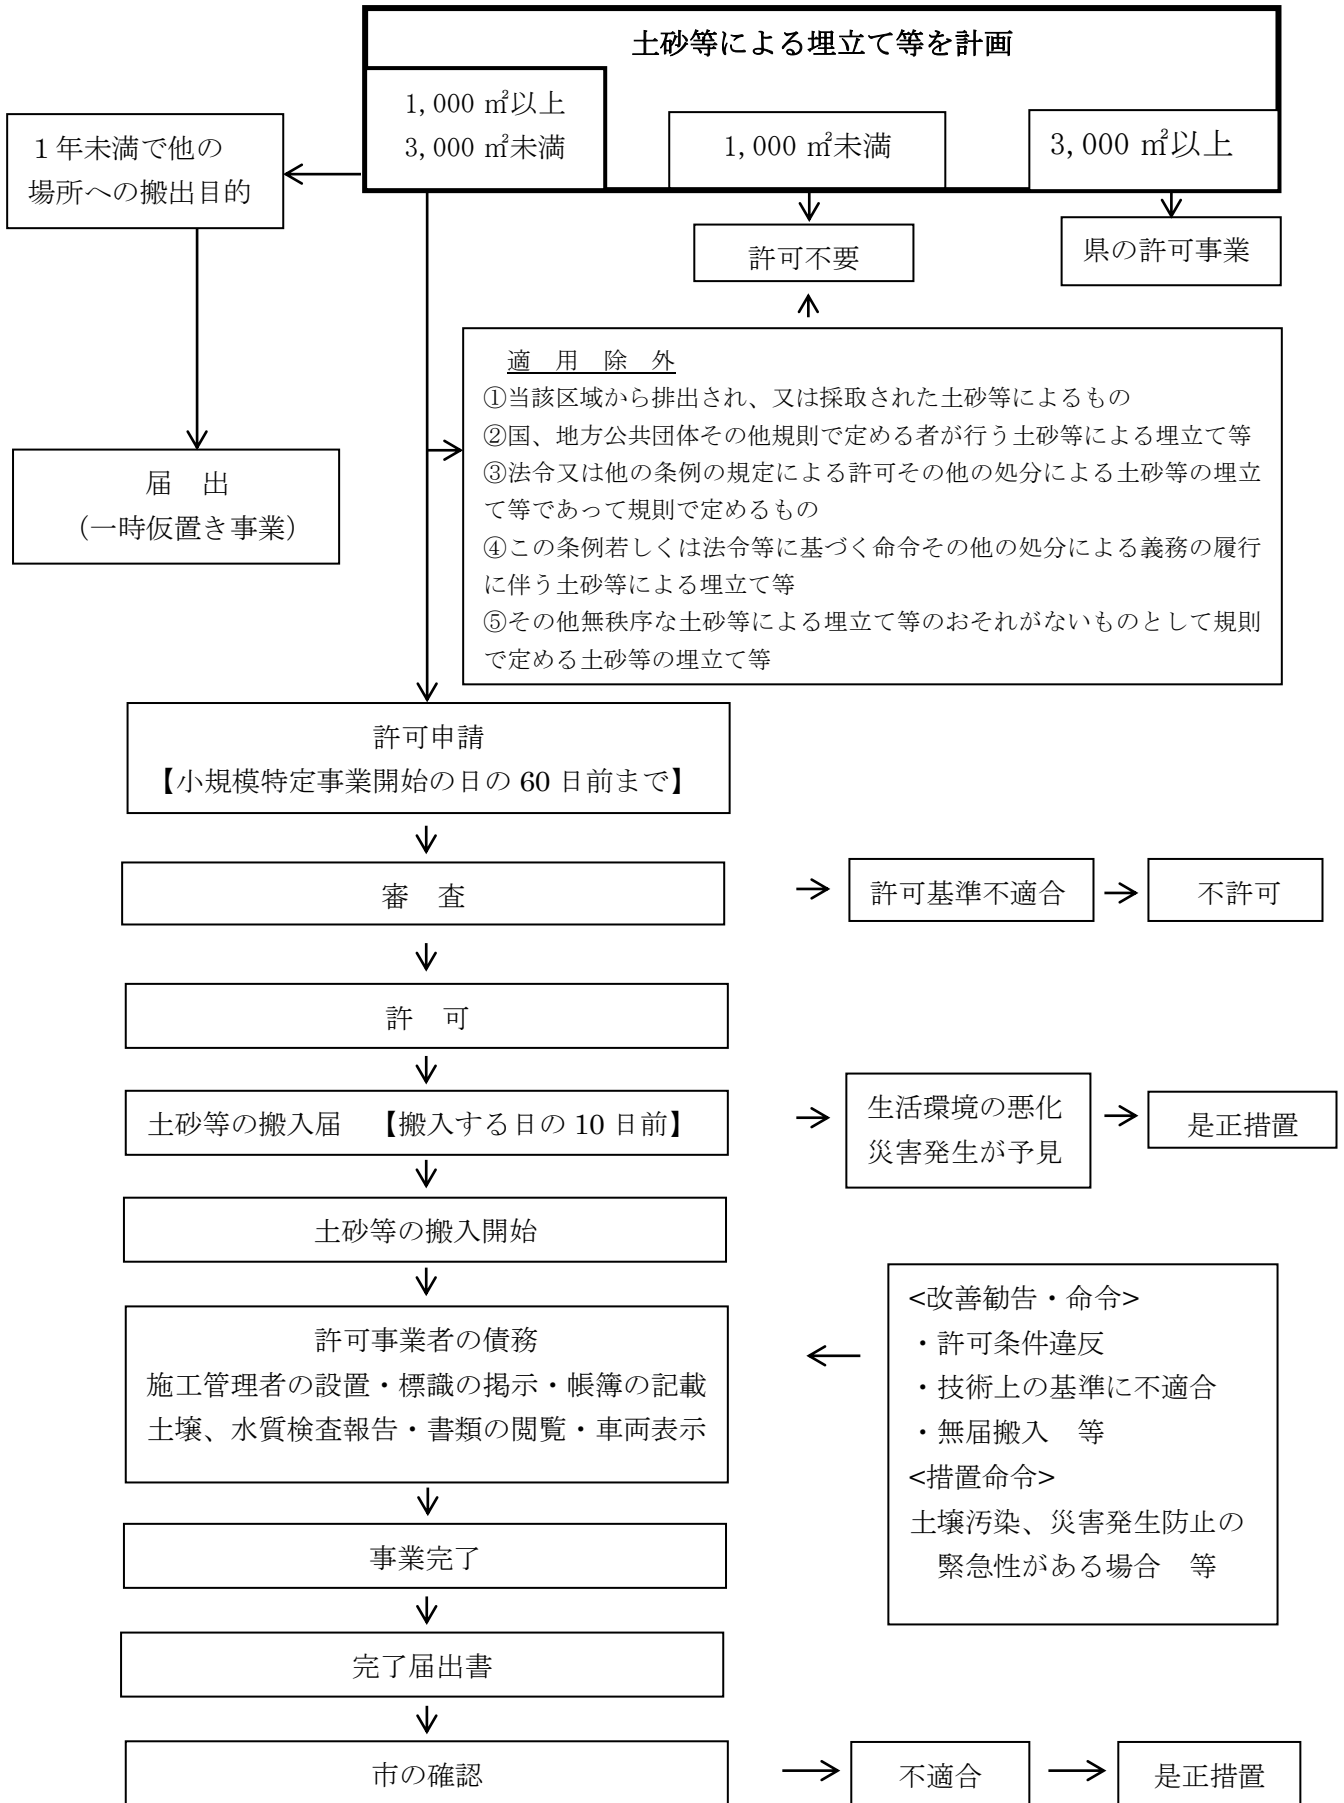 土砂等による埋立て等を計画
1,000 ㎡以上
3,000 ㎡未満
1,000 ㎡未満
3,000 ㎡以上
１年未満で他の
場所への搬出目的
許可不要
県の許可事業
適　用　除　外
①当該区域から排出され、又は採取された土砂等によるもの
②国、地方公共団体その他規則で定める者が行う土砂等による埋立て等
③法令又は他の条例の規定による許可その他の処分による土砂等の埋立
て等であって規則で定めるもの
④この条例若しくは法令等に基づく命令その他の処分による義務の履行
に伴う土砂等による埋立て等
⑤その他無秩序な土砂等による埋立て等のおそれがないものとして規則
で定める土砂等の埋立て等
届　出
（一時仮置き事業）
許可申請
【小規模特定事業開始の日の 60 日前まで】
審　査
許可基準不適合
不許可
許　可
土砂等の搬入届　【搬入する日の 10 日前】
生活環境の悪化
災害発生が予見
是正措置
土砂等の搬入開始
許可事業者の債務
施工管理者の設置・標識の掲示・帳簿の記載
土壌、水質検査報告・書類の閲覧・車両表示
<改善勧告・命令>
・許可条件違反
・技術上の基準に不適合
・無届搬入　等
<措置命令>
土壌汚染、災害発生防止の
緊急性がある場合　等
事業完了
完了届出書
市の確認
不適合
是正措置